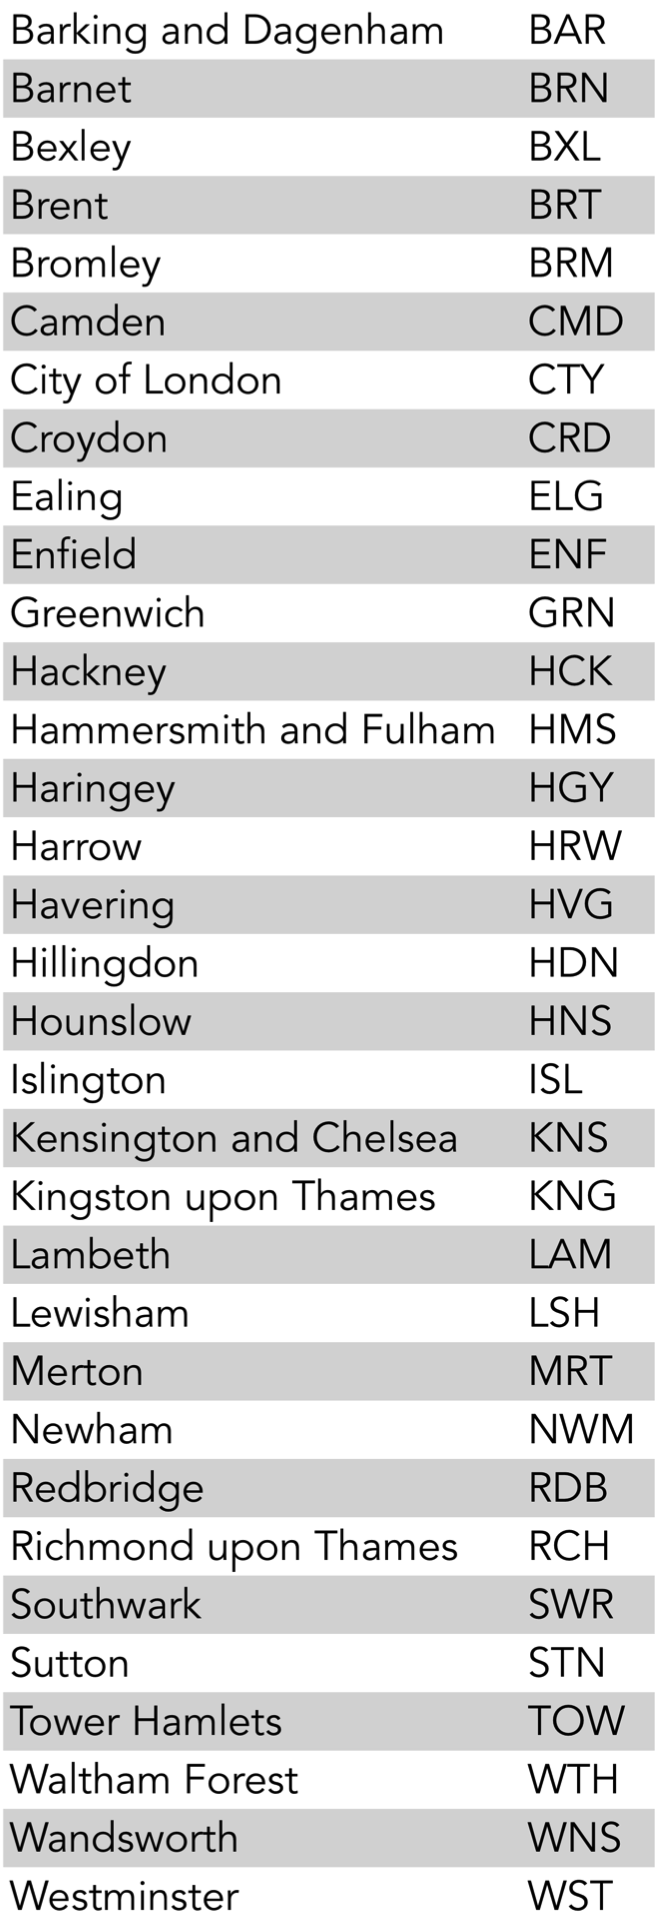 Barking and Dagenham BAR
Barnet BRN
Bexley BXL
Brent BRT
Bromley BRM
Camden CMD
City of London CTY
Croydon CRD
Ealing ELG
Enfield ENF
Greenwich GRN
Hackney HCK
Hammersmith and Fulham HMS
Haringey HGY
Harrow HRW
Havering HVG
Hillingdon HDN
Hounslow HNS
Islington ISL
Kensington and Chelsea KNS
Kingston upon Thames KNG
Lambeth LAM
Lewisham LSH
Merton MRT
Newham NWM
Redbridge RDB
Richmond upon Thames RCH
Southwark SWR
Sutton STN
Tower Hamlets TOW
Waltham Forest WTH
Wandsworth WNS
Westminster WST